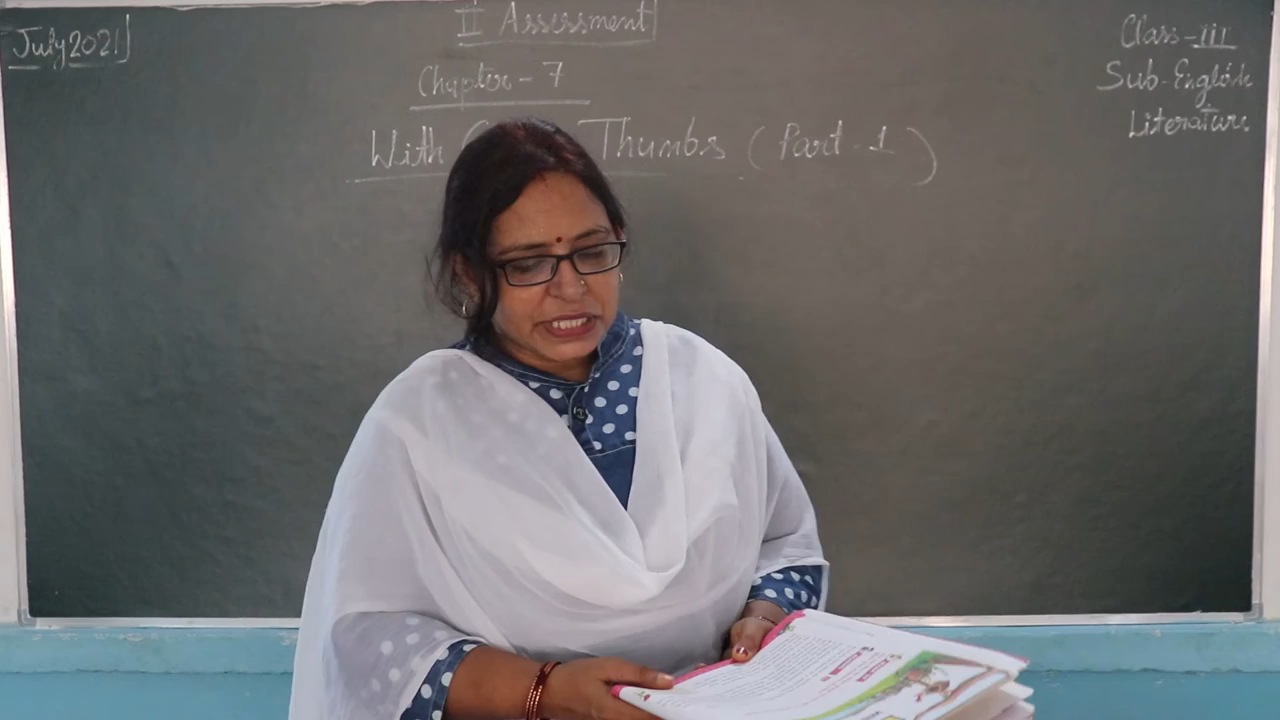 July 2021
II Assessment
Chapter - 7
With Thumbs (Part - 1)
Class - III
Sub - English
Literature